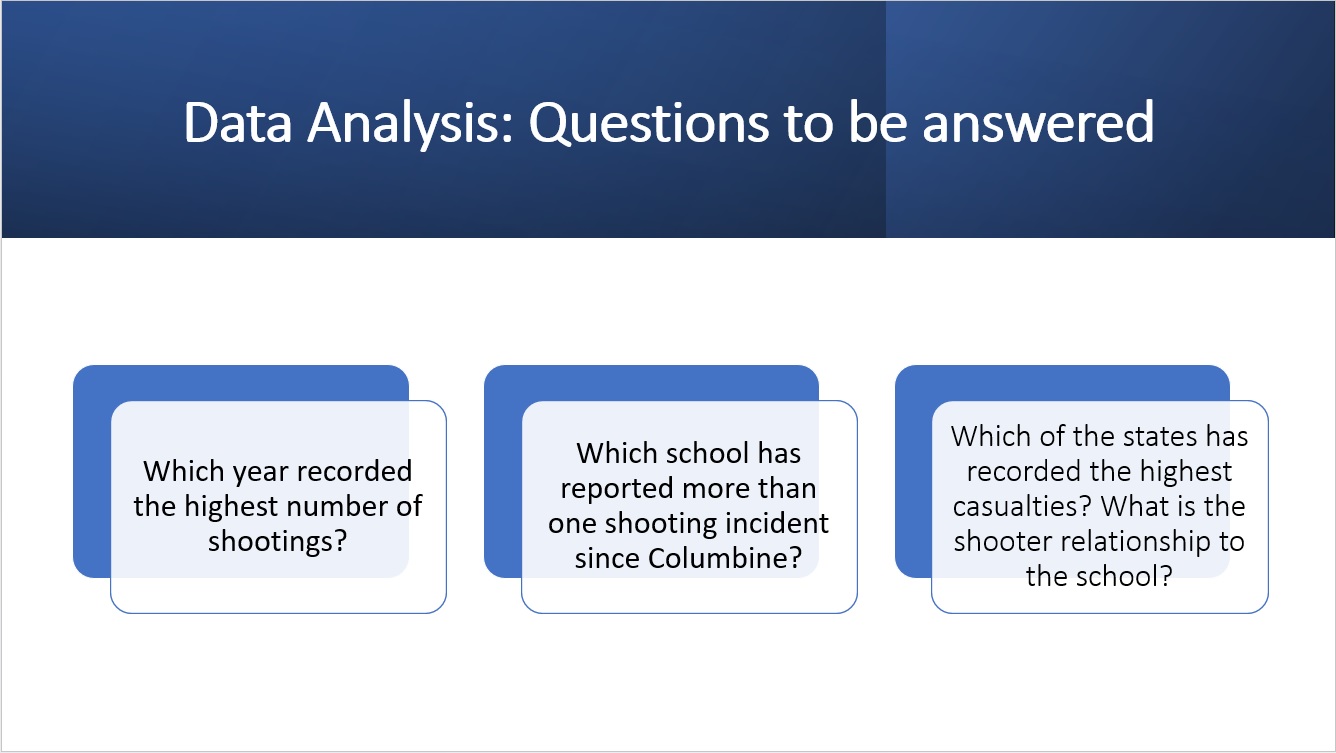 Data Analysis: Questions to be answered
Which year recorded
the highest number of
shootings?
Which school has
reported more than
one shooting incident
since Columbine?
Which of the states has
recorded the highest
casualties? What is the
shooter relationship to
the school?